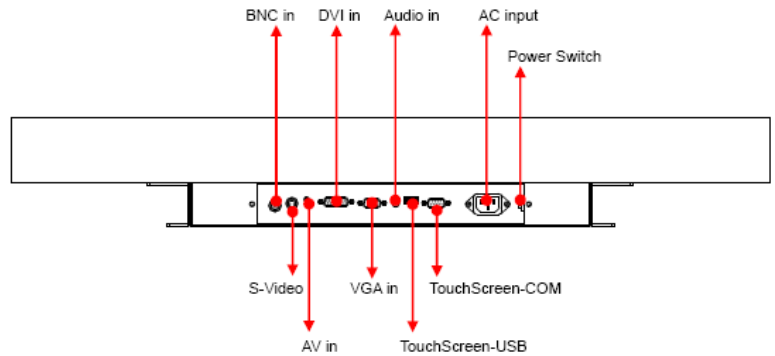 BNC in
DVI in
Audio in
AC input
Power Switch
S-Video
VGA in
TouchScreen-COM
AV in
TouchScreen-USB